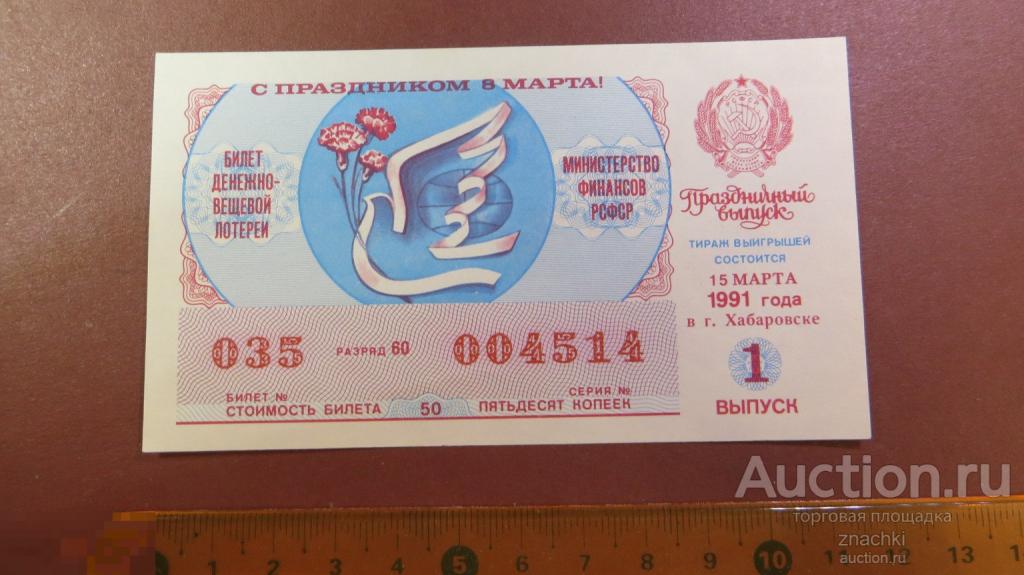 С ПРАЗДНИКОМ 8 МАРТА!
БИЛЕТ
ДЕНЕЖНО-
ВЕЩЕВОЙ
ЛОТЕРЕИ
МИНИСТЕРСТВО
ФИНАНСОВ
РСФСР
Праздничный
выпуск
ТИРАЖ ВЫИГРЫШЕЙ
СОСТОИТСЯ
15 МАРТА
1991 года
в г. Хабаровске
1
ВЫПУСК
035 РАЗРЯД 60 004514
БИЛЕТ № СЕРИЯ №
СТОИМОСТЬ БИЛЕТА 50 ПЯТЬДЕСЯТ КОПЕЕК
Auction.ru
торговая площадка
znachki
auction.ru
1 2 3 4 5 6 7 8 9 10 11 12 13 14